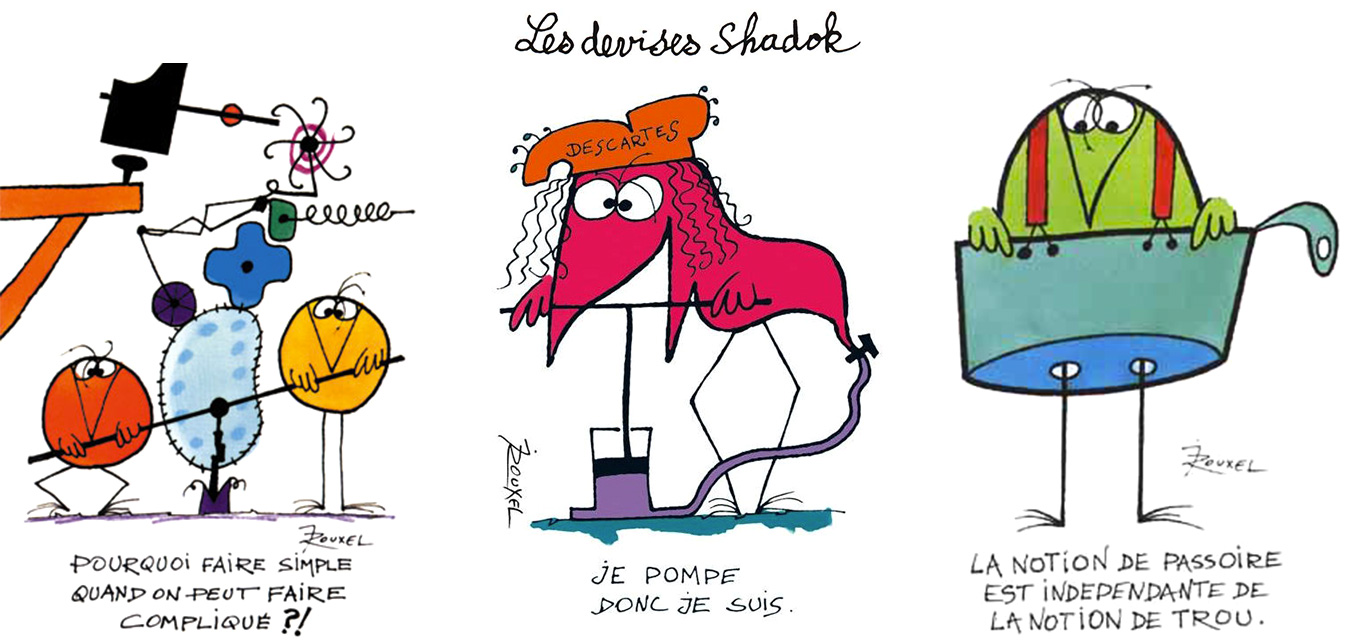 Les devises Shadok
ROUXEL
POURQUOI FAIRE SIMPLE
QUAND ON PEUT FAIRE
COMPLIQUÉ ?!
DESCARTES
ROUXEL
JE POMPE
DONC JE SUIS.
ROUXEL
LA NOTION DE PASSOIRE
EST INDEPENDANTE DE
LA NOTION DE TROU.